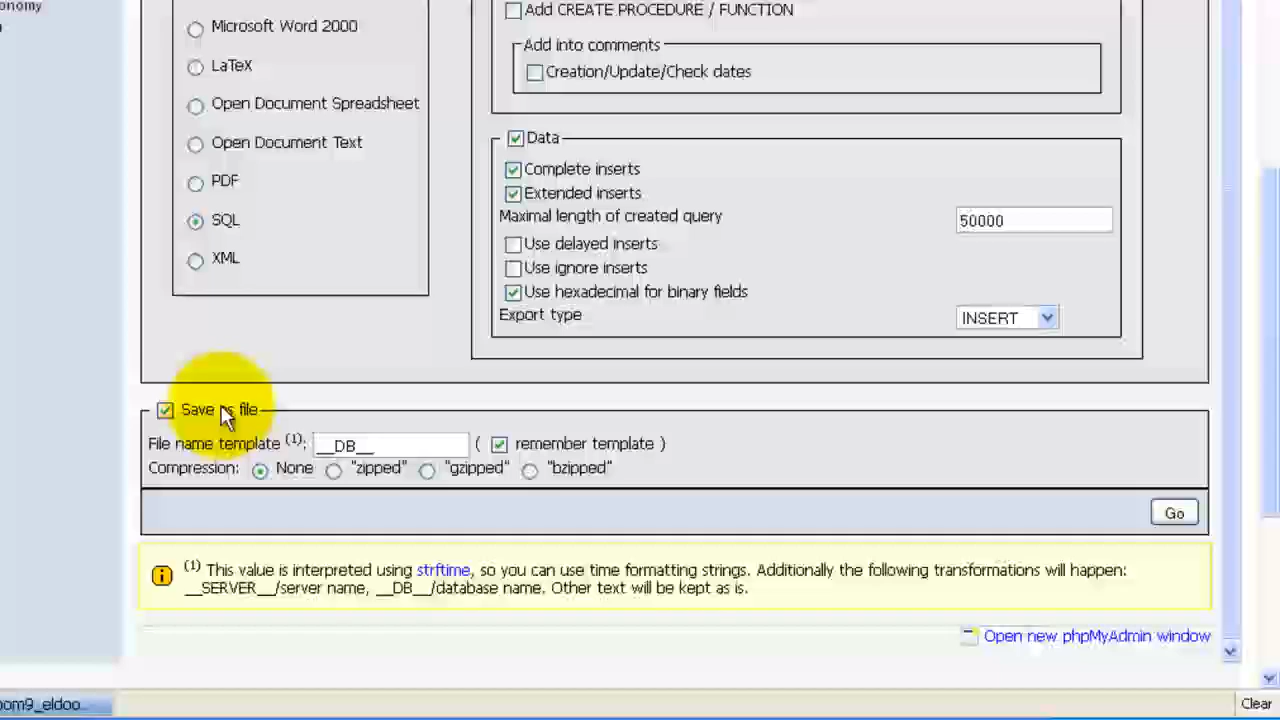 onomy
Microsoft Word 2000
LaTeX
Open Document Spreadsheet
Open Document Text
PDF
SQL
XML
Add CREATE PROCEDURE / FUNCTION
Add into comments
Creation/Update/Check dates
Data
Complete inserts
Extended inserts
Maximal length of created query 50000
Use delayed inserts
Use ignore inserts
Use hexadecimal for binary fields
Export type INSERT
Save as file
File name template (1): __DB__ ( remember template )
Compression: None "zipped" "gzipped" "bzipped"
Go
(1) This value is interpreted using strftime, so you can use time formatting strings. Additionally the following transformations will happen:
__SERVER__/server name, __DB__/database name. Other text will be kept as is.
Open new phpMyAdmin window
oom9_eldoo...
Clear